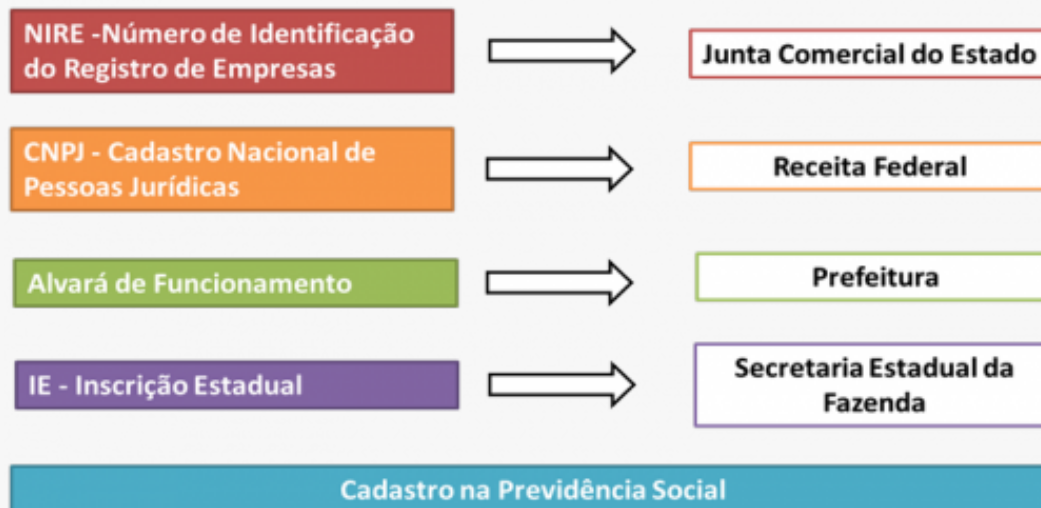 NIRE -Número de Identificação
do Registro de Empresas
Junta Comercial do Estado
CNPJ - Cadastro Nacional de
Pessoas Jurídicas
Receita Federal
Alvará de Funcionamento
Prefeitura
IE - Inscrição Estadual
Secretaria Estadual da
Fazenda
Cadastro na Previdência Social